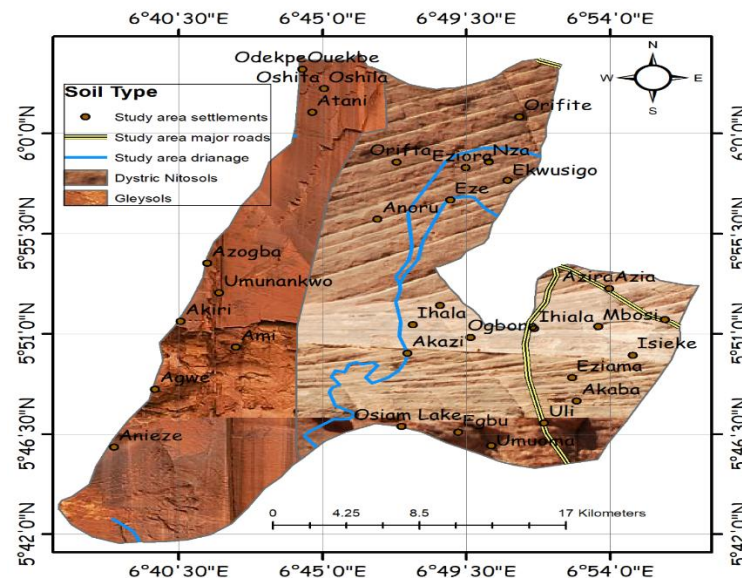 6°40'30"E 6°45'0"E 6°49'30"E 6°54'0"E
N
W E
S
OdekpeOuekbe
Oshita Oshila
Atani
Soil Type
Study area settlements
Study area major roads
Study area drianage
Dystric Nitosols
Gleysols
Orifite
Orifta Eziora Nza
Ekwusigo
Eze
Anoru
Azogba
Umunankwo
Akiri
Ami
Agwe
Anieze
AziraAzia
Ihala Ogboro Ihiala Mbosi
Akazi
Isieke
Eziama
Akaba
Uli
Osiam Lake Egbu
Umuoma
6°0'0"N 6°0'0"N
5°55'30"N 5°55'30"N
5°51'0"N 5°51'0"N
5°46'30"N 5°46'30"N
5°42'0"N 5°42'0"N
0 4.25 8.5 17 Kilometers
6°40'30"E 6°45'0"E 6°49'30"E 6°54'0"E